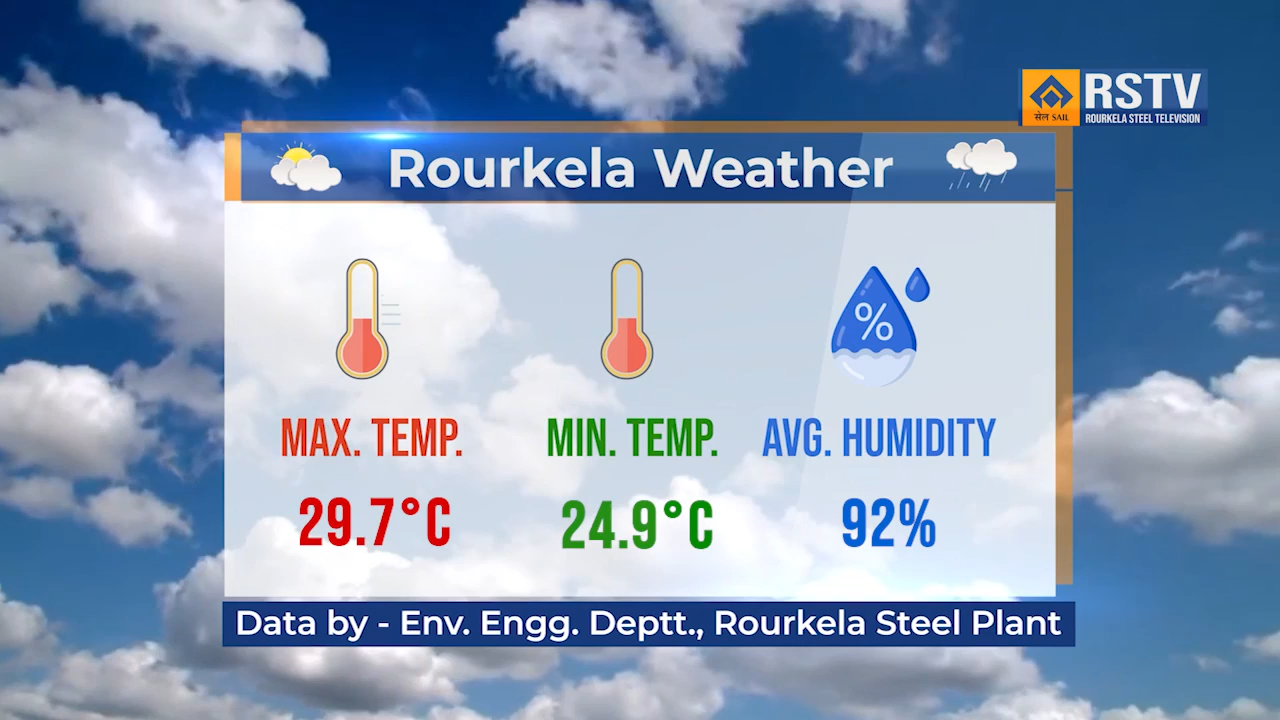 सेल SAIL
RSTV
ROURKELA STEEL TELEVISION
Rourkela Weather
%
MAX. TEMP.
MIN. TEMP.
AVG. HUMIDITY
29.7°C
24.9°C
92%
Data by - Env. Engg. Deptt., Rourkela Steel Plant